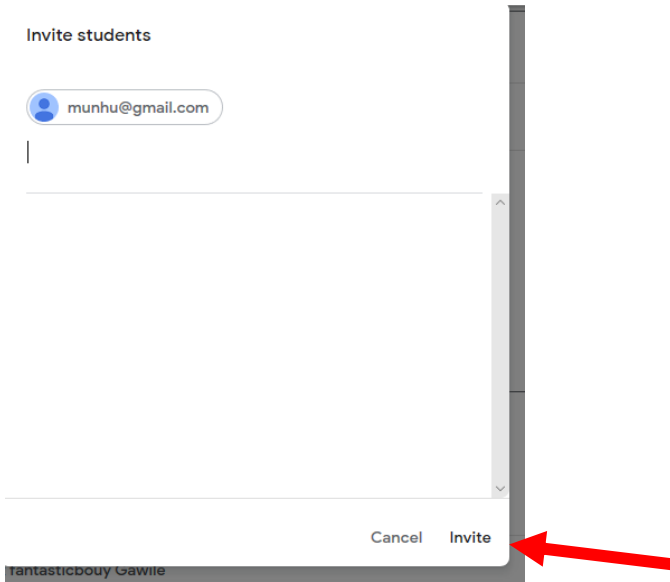 Invite students
munhu@gmail.com
Cancel Invite
fantasticbouy Gawile